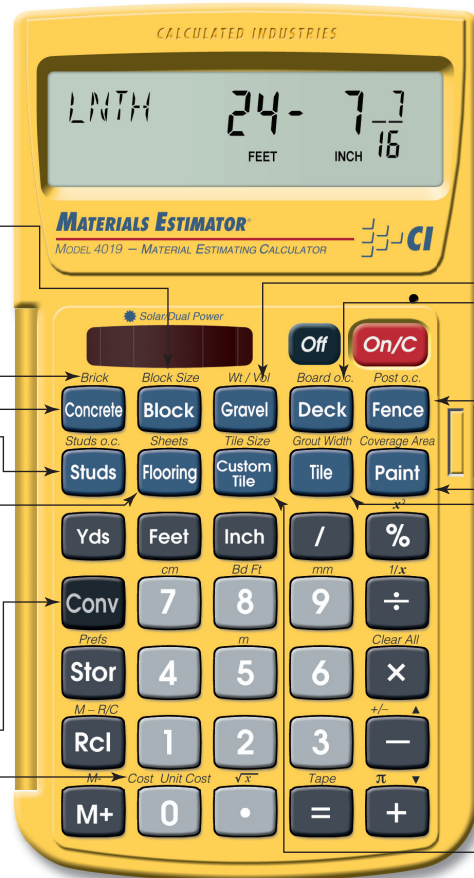 CALCULATED INDUSTRIES
LNTH 24- 7 7/16
FEET INCH
MATERIALS ESTIMATOR®
MODEL 4019 – MATERIAL ESTIMATING CALCULATOR
CI
Solar/Dual Power
Off On/C
Brick Block Size Wt / Vol Board o.c. Post o.c.
Concrete Block Gravel Deck Fence
Studs o.c. Sheets Tile Size Grout Width Coverage Area
Studs Flooring Custom Tile Tile Paint
x²
Yds Feet Inch / %
cm Bd Ft mm 1/x
Conv 7 8 9 ÷
Prefs m Clear All
Stor 4 5 6 ×
M – R/C +/– ▲
Rcl 1 2 3 –
M- Cost Unit Cost √x Tape π ▼
M+ 0 • = +